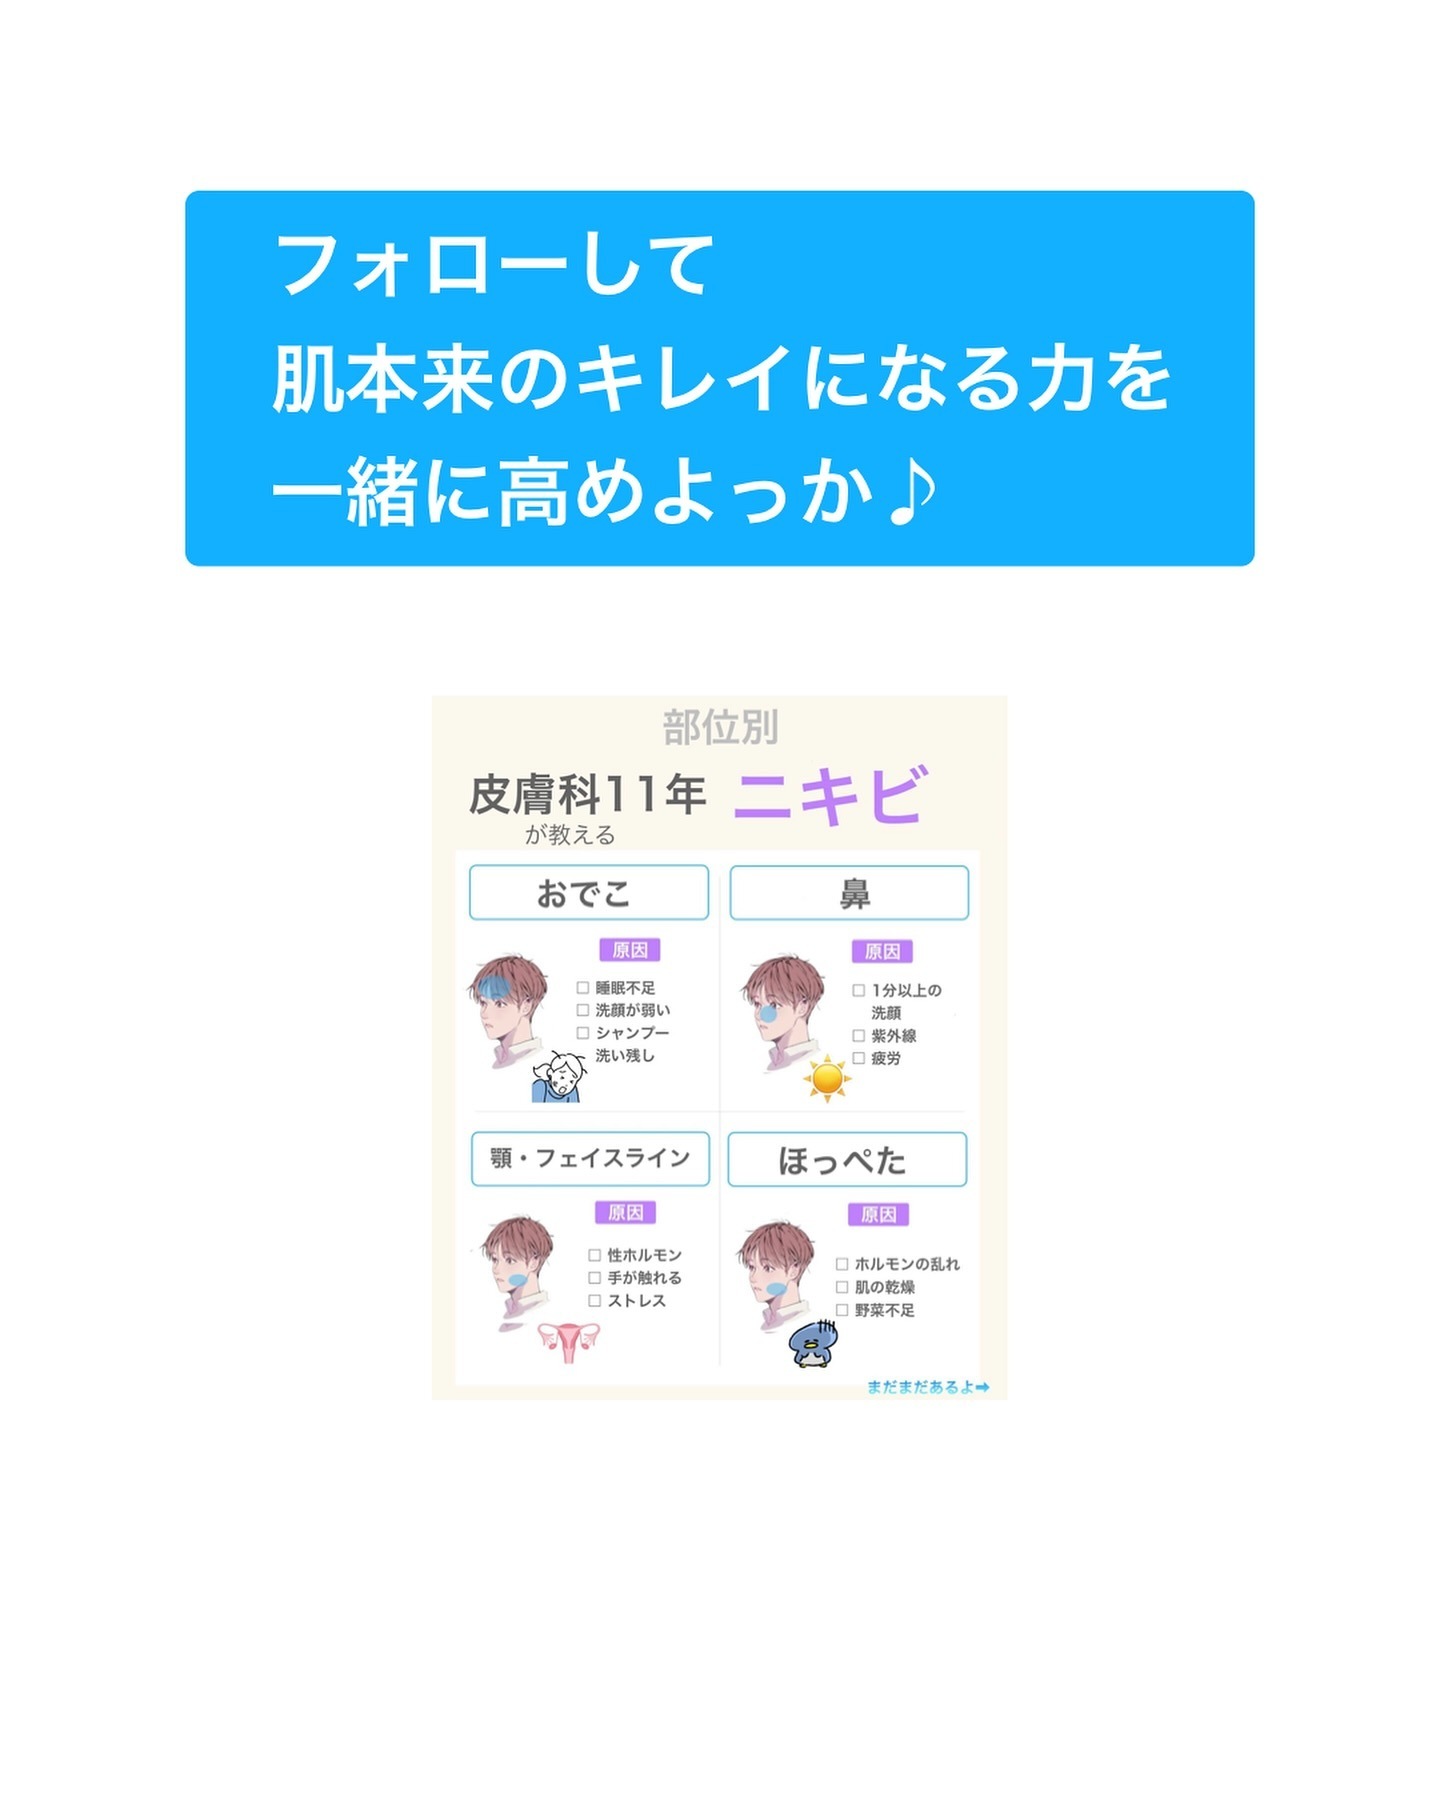 フォローして
肌本来のキレイになる力を
一緒に高めよっか♪
部位別
皮膚科11年 ニキビ
が教える
おでこ
原因
□ 睡眠不足
□ 洗顔が弱い
□ シャンプー
洗い残し
鼻
原因
□ 1分以上の
洗顔
□ 紫外線
□ 疲労
顎・フェイスライン
原因
□ 性ホルモン
□ 手が触れる
□ ストレス
ほっぺた
原因
□ ホルモンの乱れ
□ 肌の乾燥
□ 野菜不足
まだまだあるよ➡